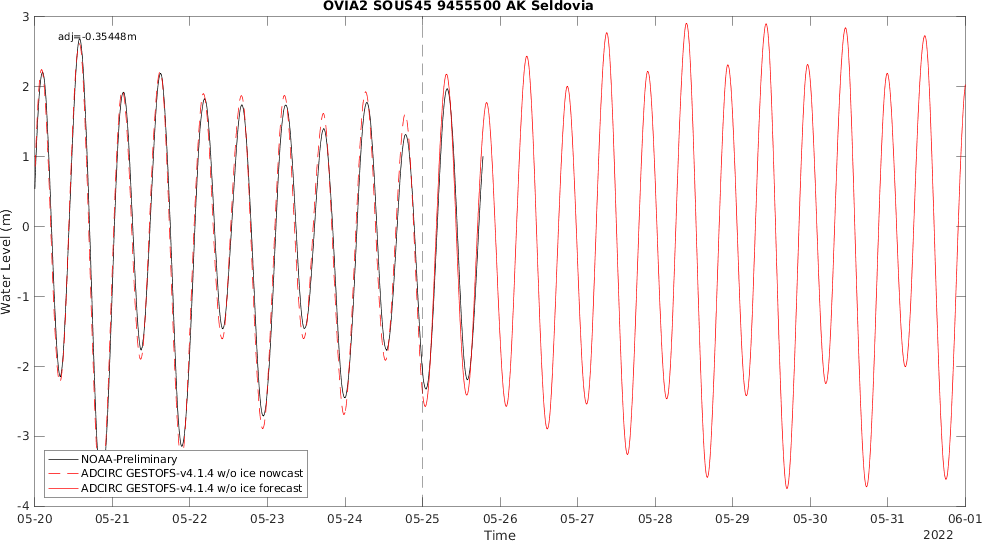 OVIA2 SOUS45 9455500 AK Seldovia
adj=-0.35448m
3
2
1
0
-1
-2
-3
-4
Water Level (m)
NOAA-Preliminary
ADCIRC GESTOFS-v4.1.4 w/o ice nowcast
ADCIRC GESTOFS-v4.1.4 w/o ice forecast
05-20 05-21 05-22 05-23 05-24 05-25 05-26 05-27 05-28 05-29 05-30 05-31 06-01
Time
2022